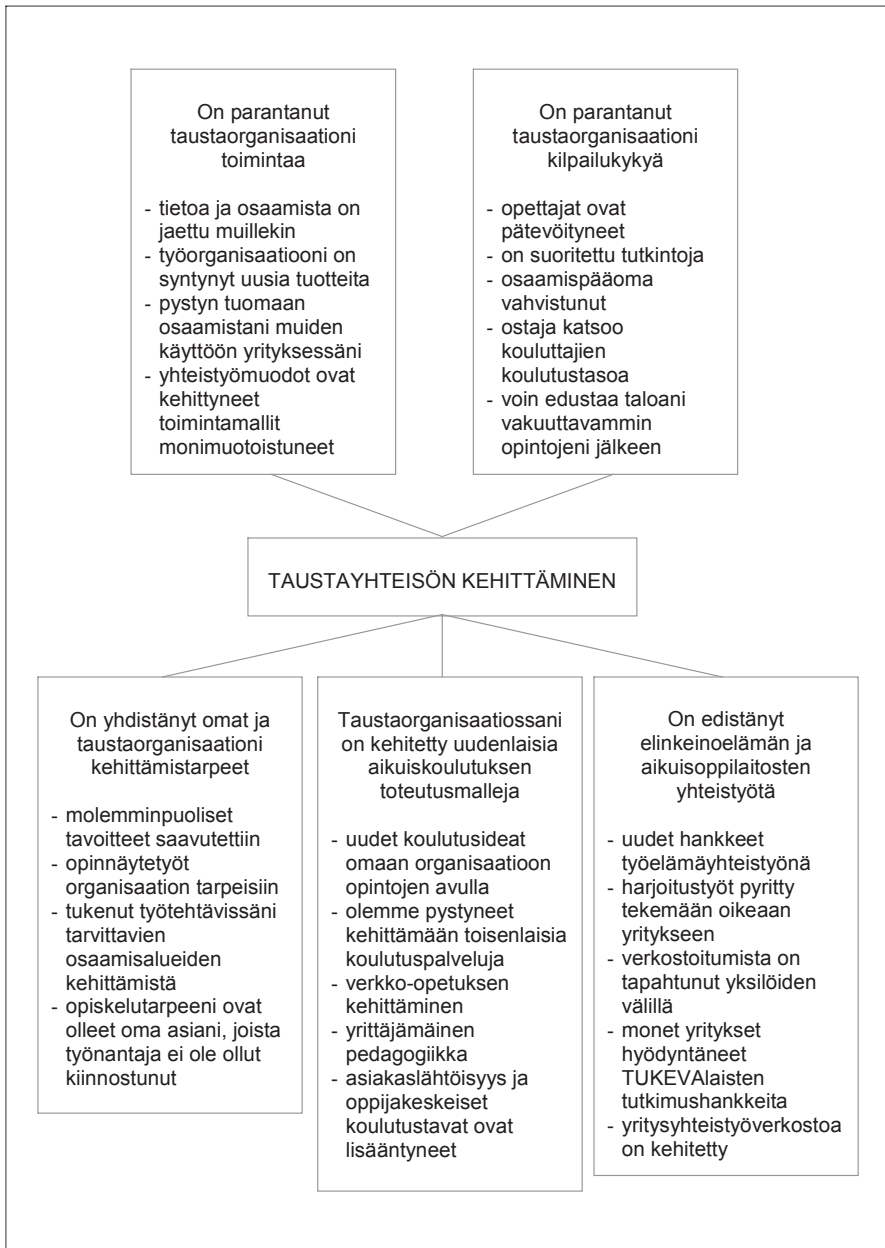 On parantanut
taustaorganisaationi
toimintaa
- tietoa ja osaamista on
jaettu muillekin
- työorganisaatiooni on
syntynyt uusia tuotteita
- pystyn tuomaan
osaamistani muiden
käyttöön yrityksessäni
- yhteistyömuodot ovat
kehittyneet
toimintamallit
monimuotoistuneet
On parantanut
taustaorganisaationi
kilpailukykyä
- opettajat ovat
pätevöityneet
- on suoritettu tutkintoja
- osaamispääoma
vahvistunut
- ostaja katsoo
kouluttajien
koulutustasoa
- voin edustaa taloani
vakuuttavammin
opintojeni jälkeen
TAUSTAYHTEISÖN KEHITTÄMINEN
On yhdistänyt omat ja
taustaorganisaationi
kehittämistarpeet
- molemminpuoliset
tavoitteet saavutettiin
- opinnäytetyöt
organisaation tarpeisiin
- tukenut työtehtävissäni
tarvittavien
osaamisalueiden
kehittämistä
- opiskelutarpeeni ovat
olleet oma asiani, joista
työnantaja ei ole ollut
kiinnostunut
Taustaorganisaatiossani
on kehitetty uudenlaisia
aikuiskoulutuksen
toteutusmalleja
- uudet koulutusideat
omaan organisaatioon
opintojen avulla
- olemme pystyneet
kehittämään toisenlaisia
koulutuspalveluja
- verkko-opetuksen
kehittäminen
- yrittäjämäinen
pedagogiikka
- asiakaslähtöisyys ja
oppijakeskeiset
koulutustavat ovat
lisääntyneet
On edistänyt
elinkeinoelämän ja
aikuisoppilaitosten
yhteistyötä
- uudet hankkeet
työelämäyhteistyönä
- harjoitustyöt pyritty
tekemään oikeaan
yritykseen
- verkostoitumista on
tapahtunut yksilöiden
välillä
- monet yritykset
hyödyntäneet
TUKEVAlaisten
tutkimushankkeita
- yritysyhteistyöverkostoa
on kehitetty